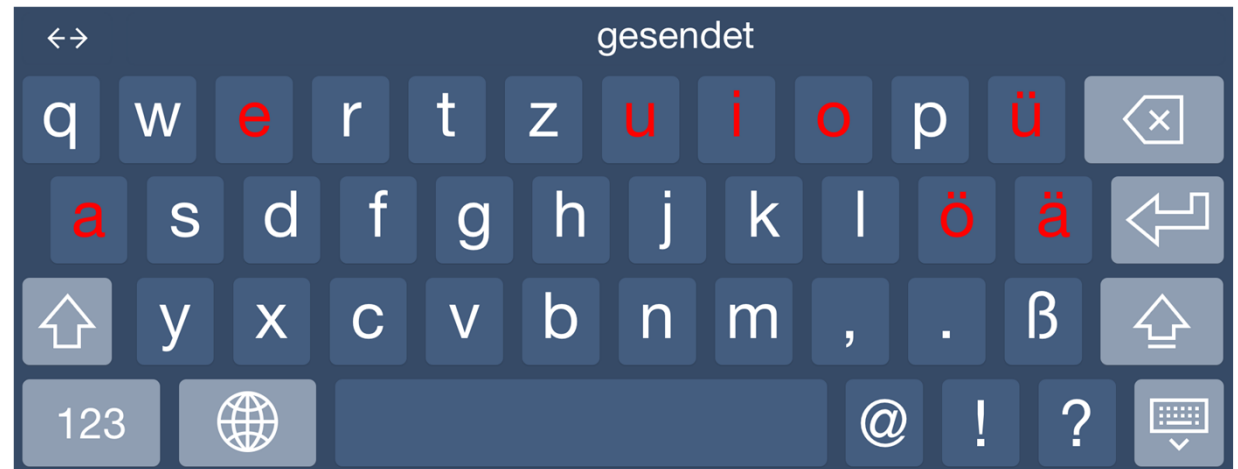 gesendet
q w e r t z u i o p ü
a s d f g h j k l ö ä
y x c v b n m , . ß
123 @ ! ?